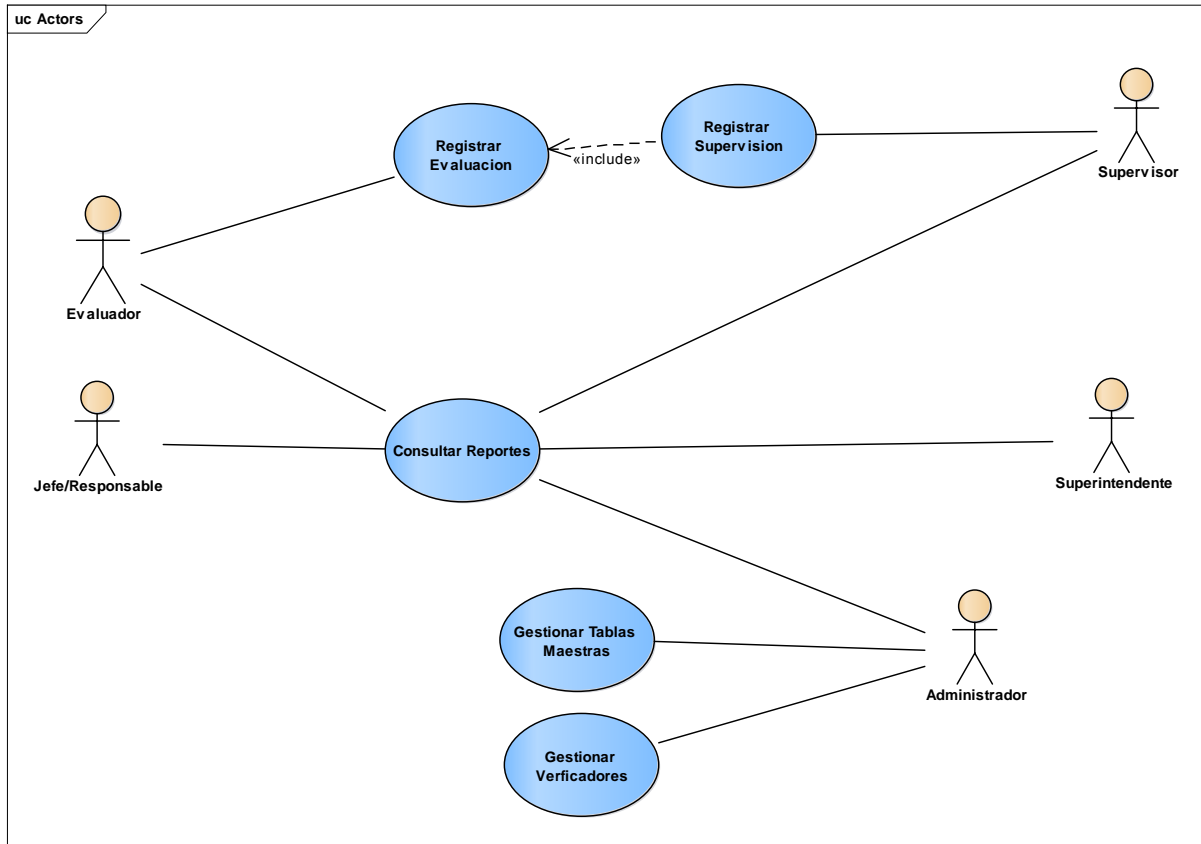 uc Actors
Registrar
Evaluacion
«include»
Registrar
Supervision
Supervisor
Evaluador
Jefe/Responsable
Consultar Reportes
Superintendente
Gestionar Tablas
Maestras
Administrador
Gestionar
Verficadores